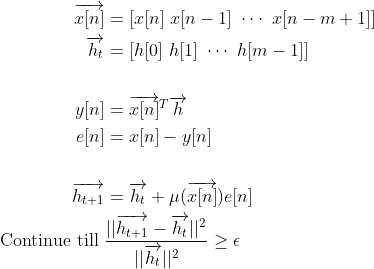 $\overrightarrow{x[n]} = [x[n]\ x[n-1]\ \cdots\ x[n-m+1]]$
$\overrightarrow{h_t} = [h[0]\ h[1]\ \cdots\ h[m-1]]$
$y[n] = \overrightarrow{x[n]}^T \overrightarrow{h}$
$e[n] = x[n] - y[n]$
$\overrightarrow{h_{t+1}} = \overrightarrow{h_t} + \mu(\overrightarrow{x[n]})e[n]$
Continue till $\frac{||\overrightarrow{h_{t+1}} - \overrightarrow{h_t}||^2}{||\overrightarrow{h_t}||^2} \geq \epsilon$